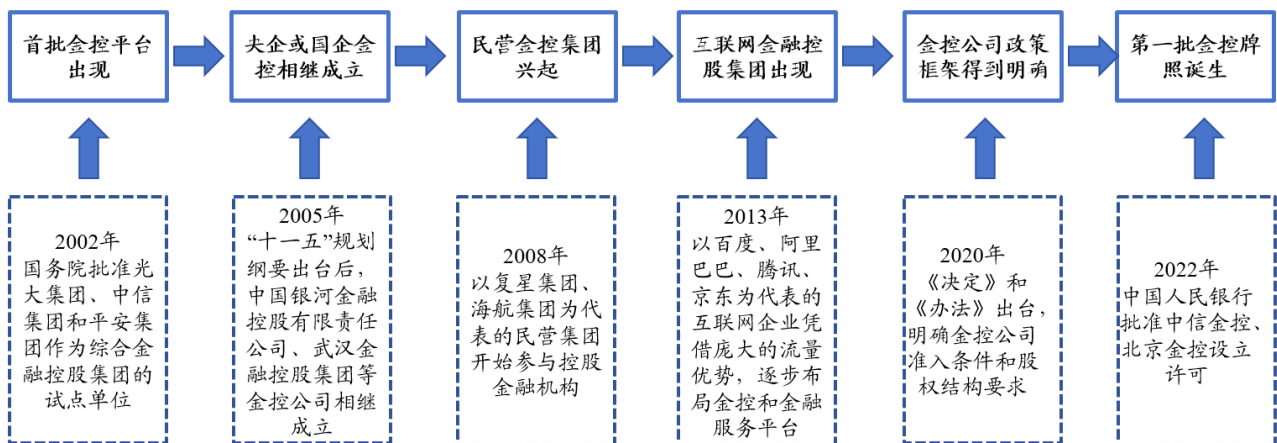 首批金控平台
出现
央企或国企金
控相继成立
民营金控集团
兴起
互联网金融控
股集团出现
金控公司政策
框架得到明确
第一批金控牌
照诞生
2002年
国务院批准光
大集团、中信
集团和平安集
团作为综合金
融控股集团的
试点单位
2005年
“十一五”规划
纲要出台后，
中国银河金融
控股有限责任
公司、武汉金
融控股集团等
金控公司相继
成立
2008年
以复星集团、
海航集团为代
表的民营集团
开始参与控股
金融机构
2013年
以百度、阿里
巴巴、腾讯、
京东为代表的
互联网企业凭
借庞大的流量
优势，逐步布
局金控和金融
服务平台
2020年
《决定》和
《办法》出台，
明确金控公司
准入条件和股
权结构要求
2022年
中国人民银行
批准中信金控、
北京金控设立
许可